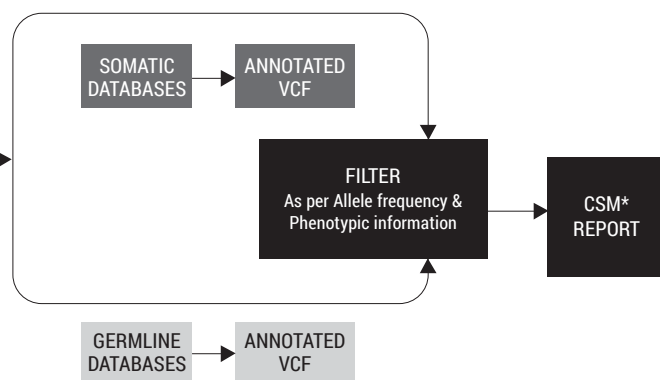 SOMATIC
DATABASES
ANNOTATED
VCF
FILTER
As per Allele frequency &
Phenotypic information
CSM*
REPORT
GERMLINE
DATABASES
ANNOTATED
VCF